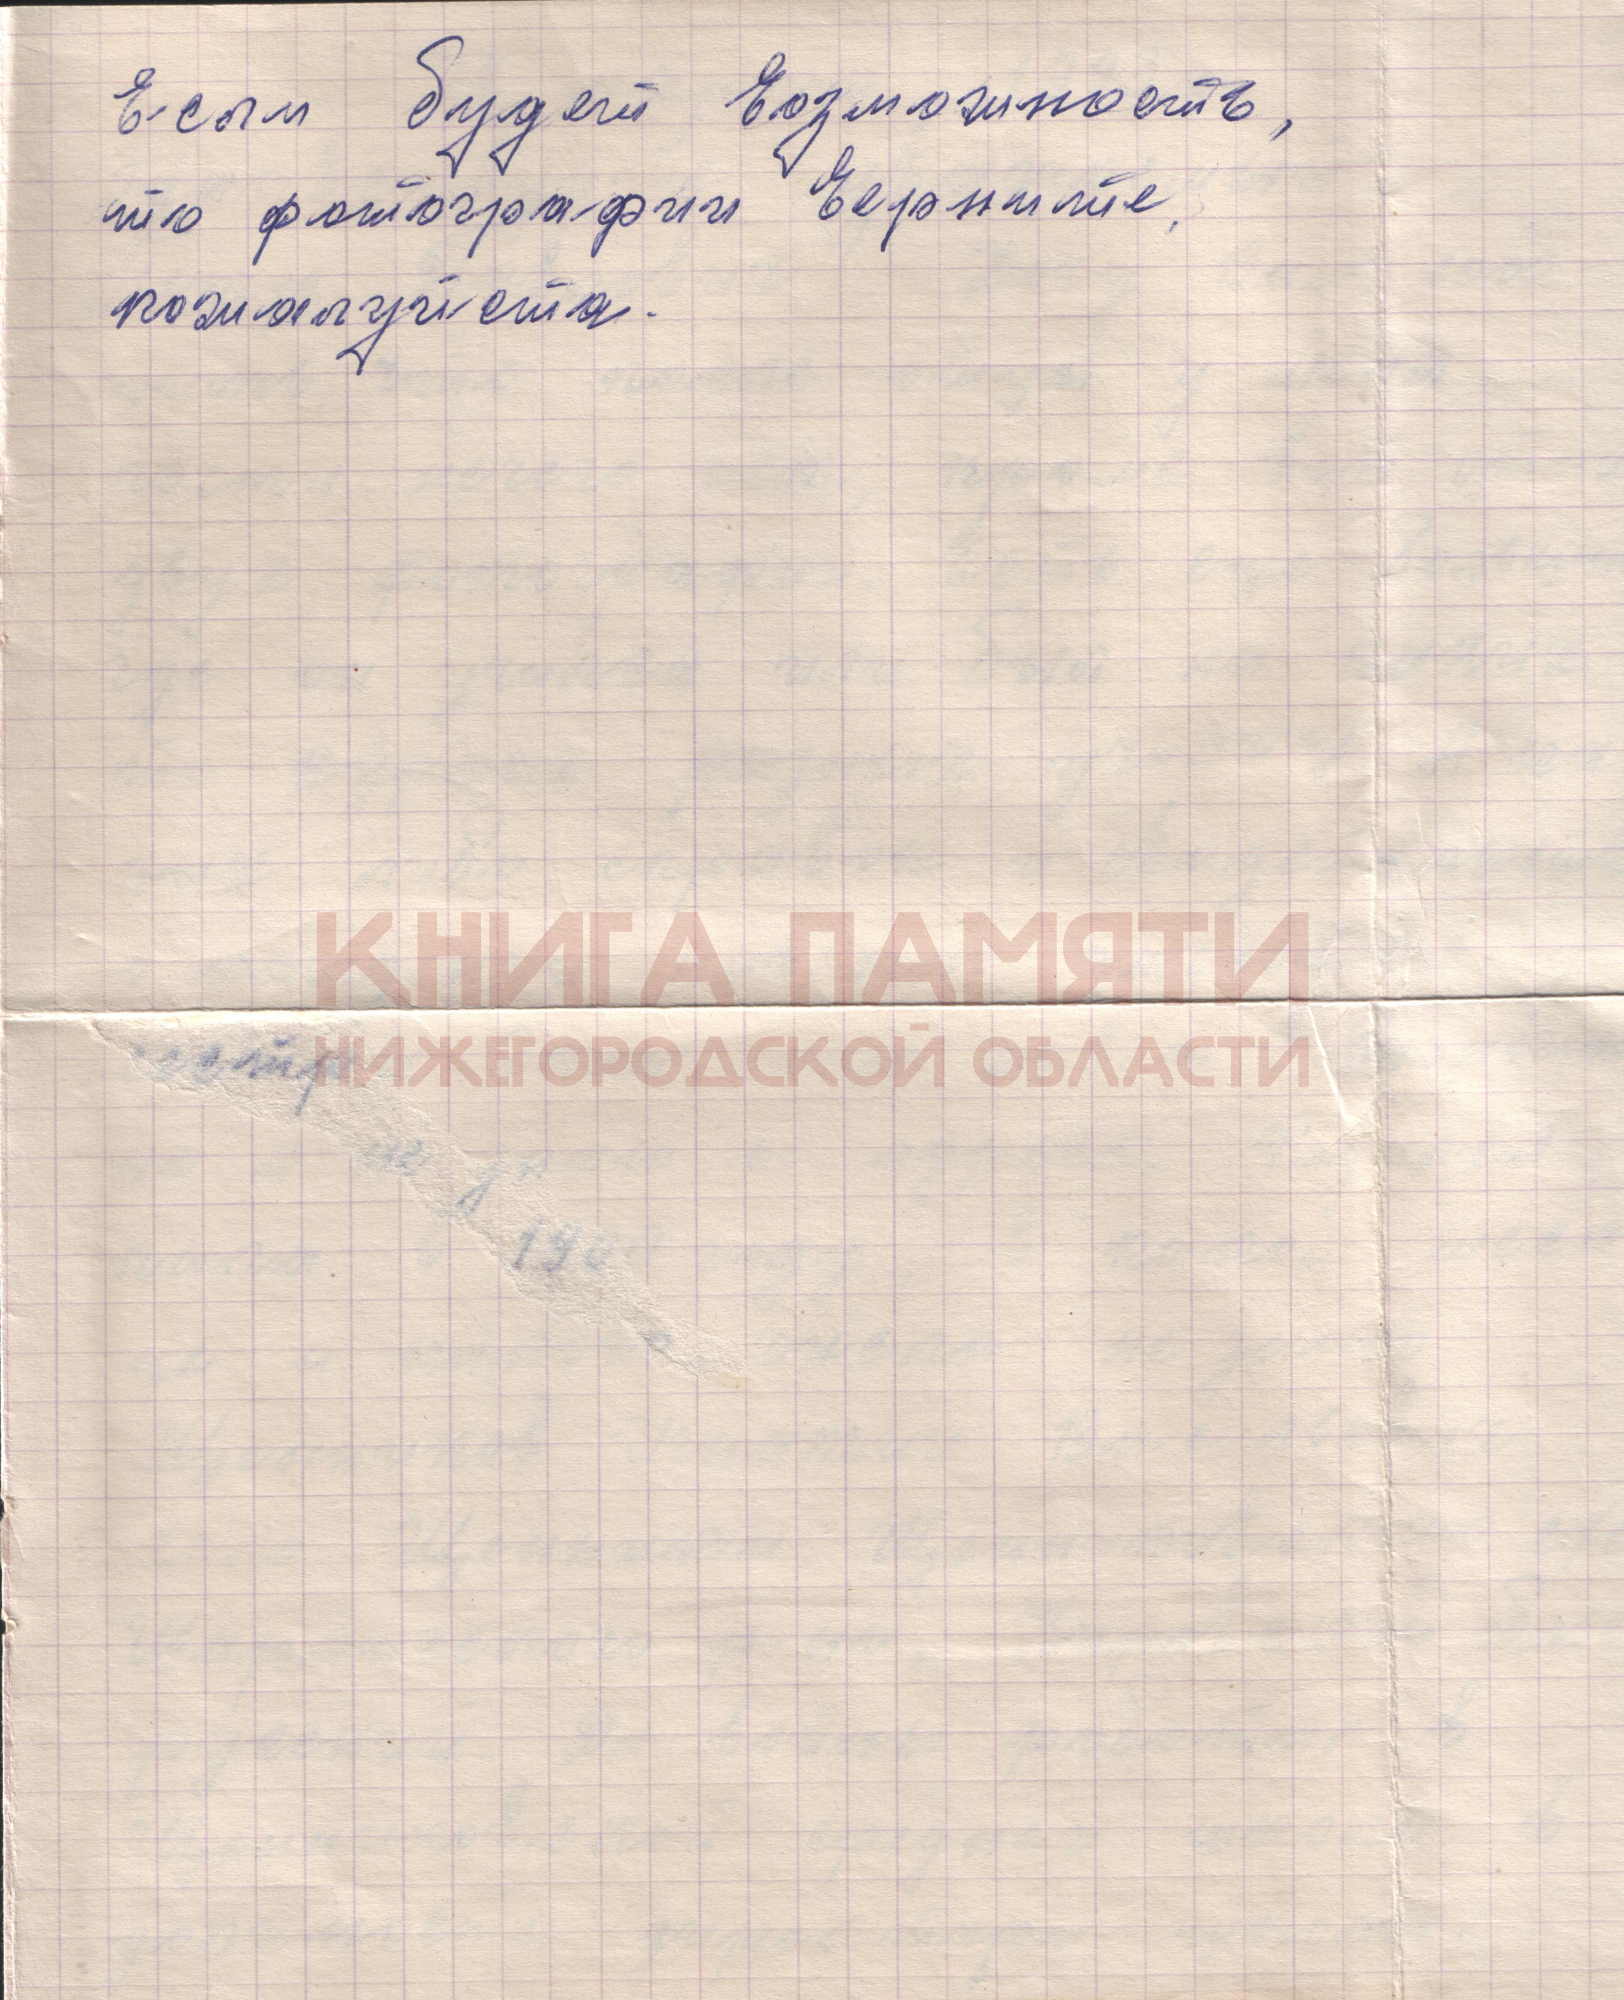 Если будет возможность,
то фотографии верните,
пожалуйста.
КНИГА ПАМЯТИ
НИЖЕГОРОДСКОЙ ОБЛАСТИ